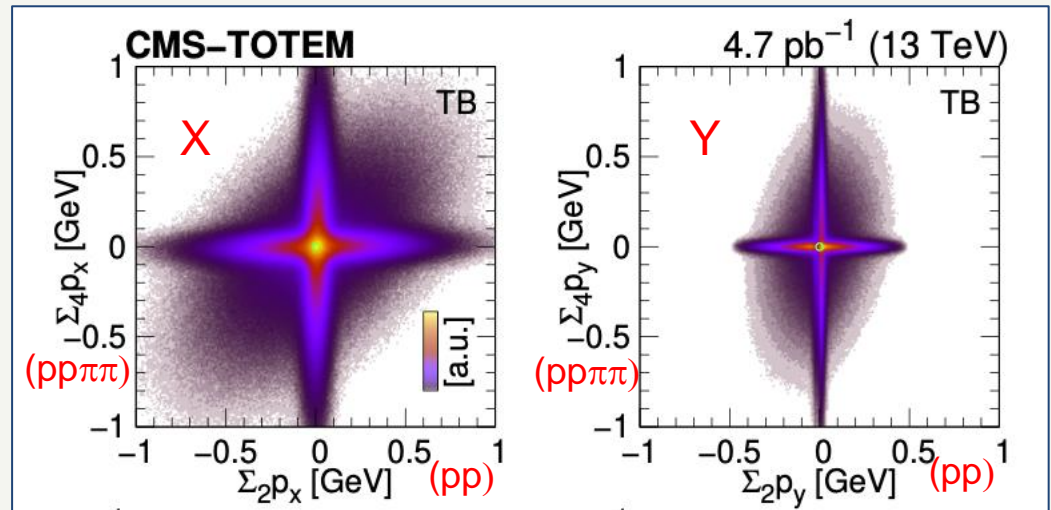 CMS–TOTEM
4.7 pb⁻¹ (13 TeV)
X
TB
Σ₄pₓ [GeV]
(ppππ)
1
0.5
0
−0.5
−1
[a.u.]
−1 −0.5 0 0.5 1
Σ₂pₓ [GeV]
(pp)
Y
TB
Σ₄p_y [GeV]
(ppππ)
1
0.5
0
−0.5
−1
−1 −0.5 0 0.5 1
Σ₂p_y [GeV]
(pp)